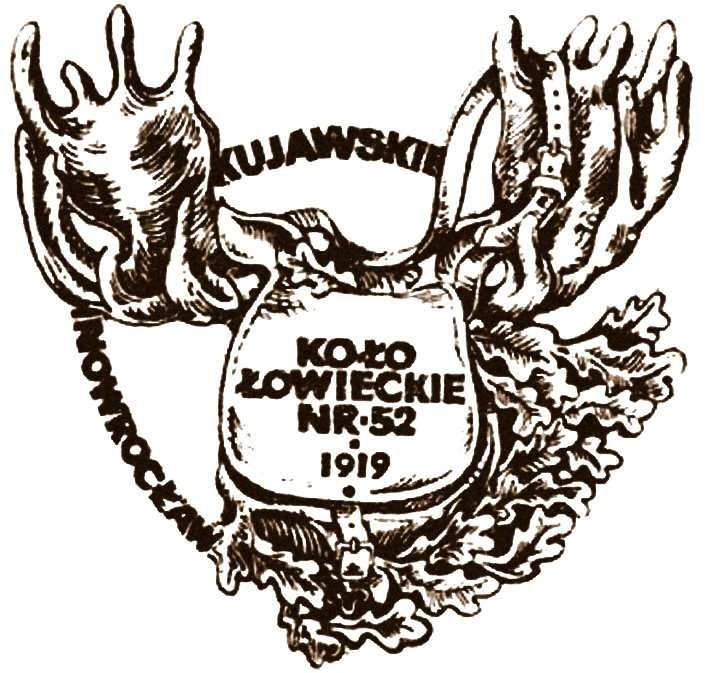 KUJAWSKIE
KOŁO
ŁOWIECKIE
NR·52
1919
INOWROCŁAW